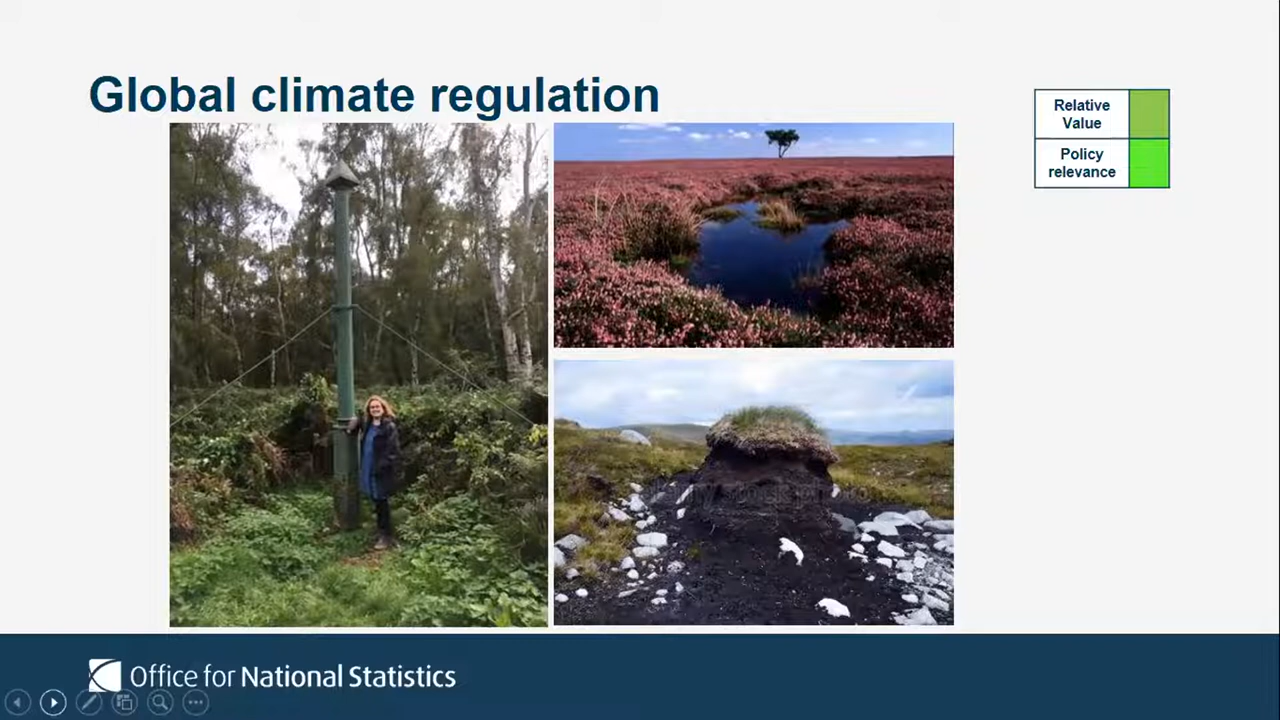 Global climate regulation
Relative
Value
Policy
relevance
Office for National Statistics